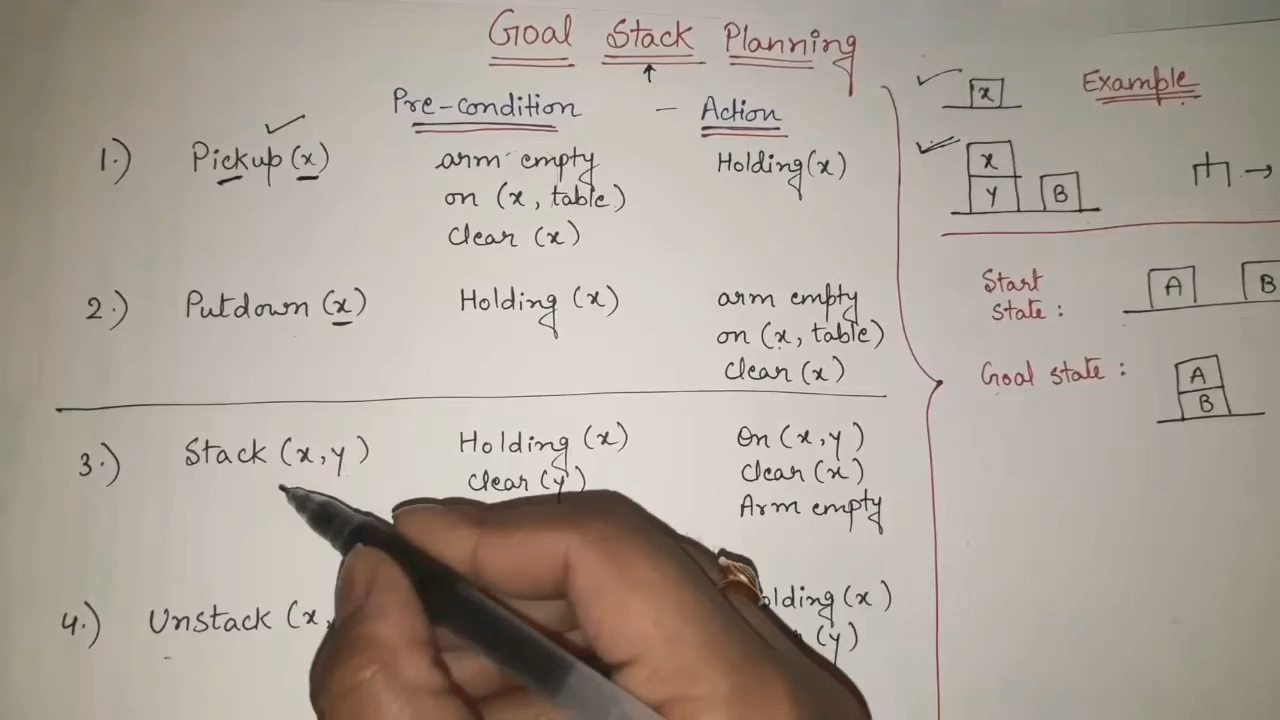 Goal Stack Planning
Pre-condition — Action
1.) Pickup (x) arm empty Holding (x)
on (x, table)
clear (x)
2.) Putdown (x) Holding (x) arm empty
on (x, table)
clear (x)
3.) Stack (x, y) Holding (x) On (x, y)
clear (y) clear (x)
Arm empty
4.) Unstack (x, olding (x)
(y)
Example
x
x
y B
Start state : A B
Goal state : A
B